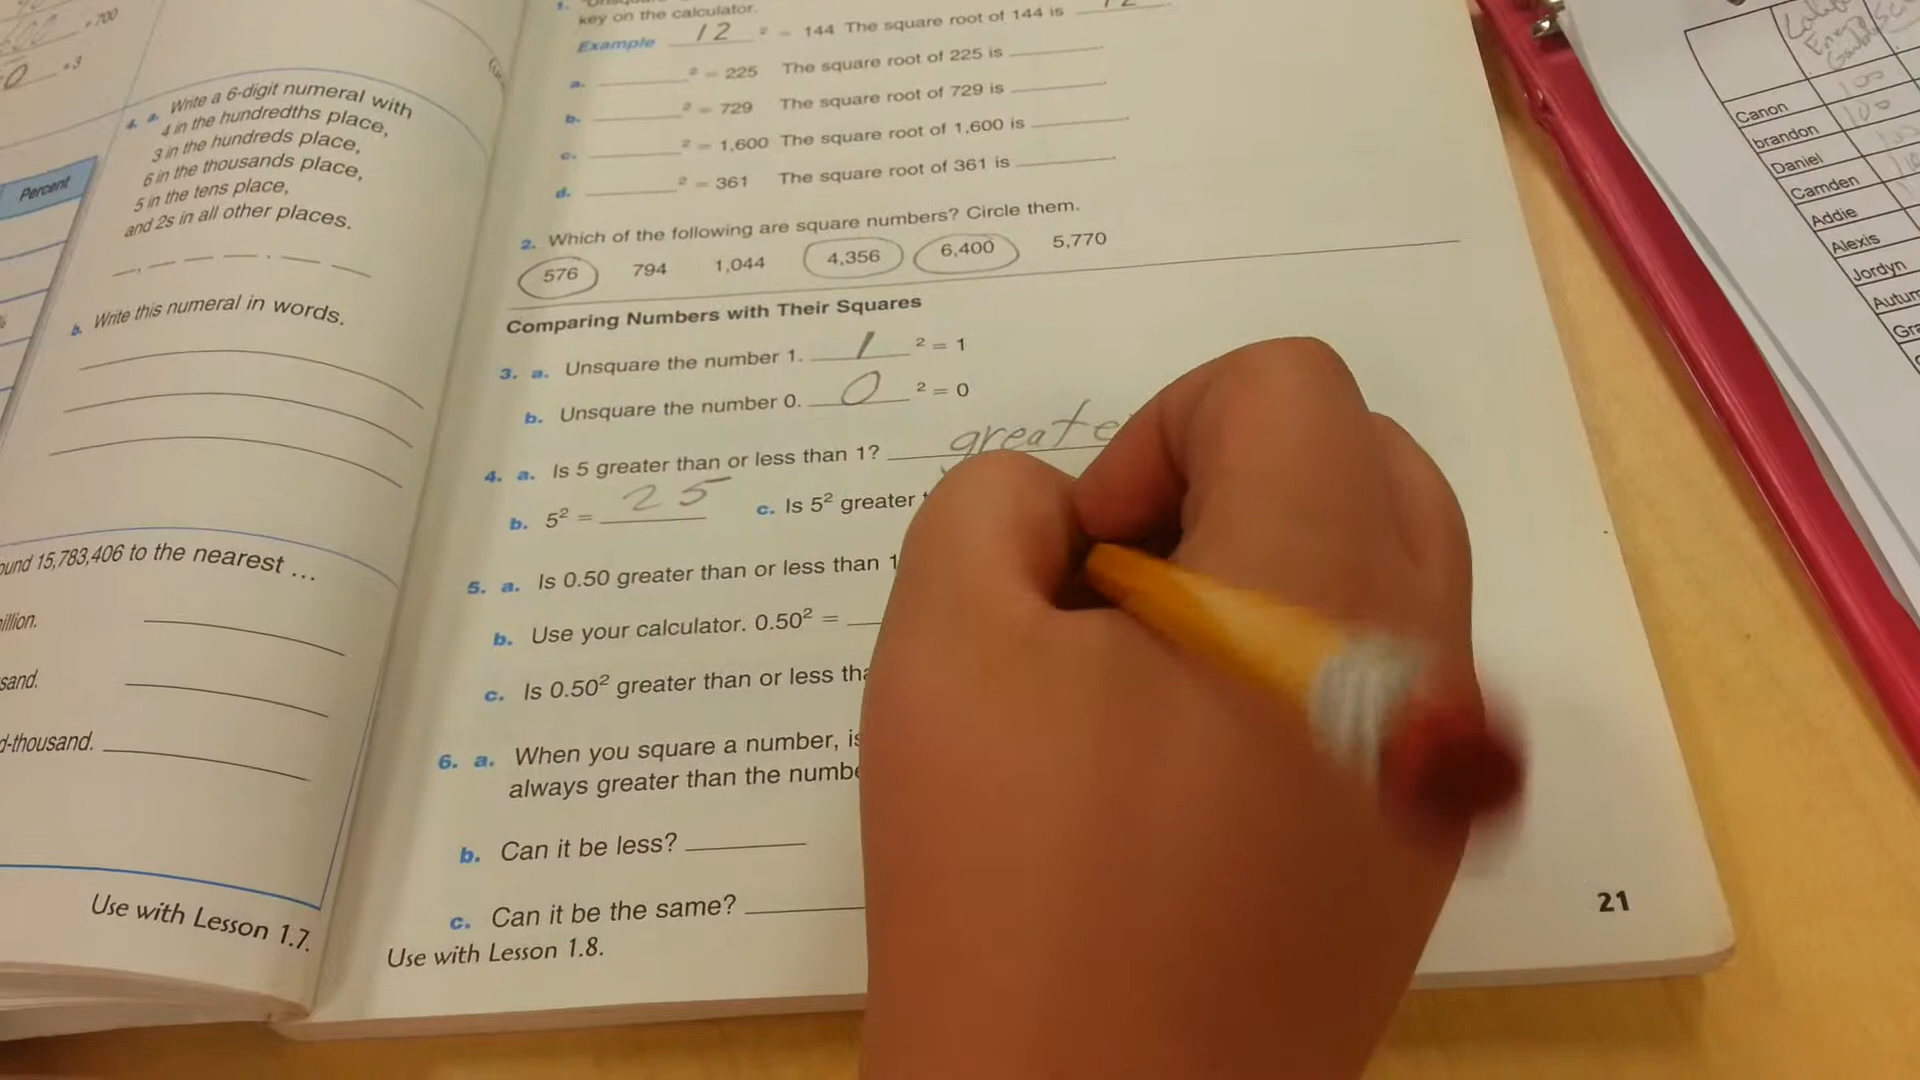 +700
0 +3
Percent
4. a. Write a 6-digit numeral with
4 in the hundredths place,
3 in the hundreds place,
6 in the thousands place,
5 in the tens place,
and 2s in all other places.
b. Write this numeral in words.
ound 15,783,406 to the nearest ...
illion.
sand.
d-thousand.
Use with Lesson 1.7.
1.
key on the calculator.
Example 12 ² = 144 The square root of 144 is 12
a. ² = 225 The square root of 225 is
b. ² = 729 The square root of 729 is
c. ² = 1,600 The square root of 1,600 is
d. ² = 361 The square root of 361 is
2. Which of the following are square numbers? Circle them.
576 794 1,044 4,356 6,400 5,770
Comparing Numbers with Their Squares
3. a. Unsquare the number 1. 1 ² = 1
b. Unsquare the number 0. 0 ² = 0
4. a. Is 5 greater than or less than 1? greate
b. 5² = 25 c. Is 5² greater
5. a. Is 0.50 greater than or less than 1
b. Use your calculator. 0.50² =
c. Is 0.50² greater than or less tha
6. a. When you square a number, is
always greater than the numbe
b. Can it be less?
c. Can it be the same?
Use with Lesson 1.8.
21
Canon 100
brandon 100
Daniel
Camden
Addie
Alexis
Jordyn
Autum
Gra